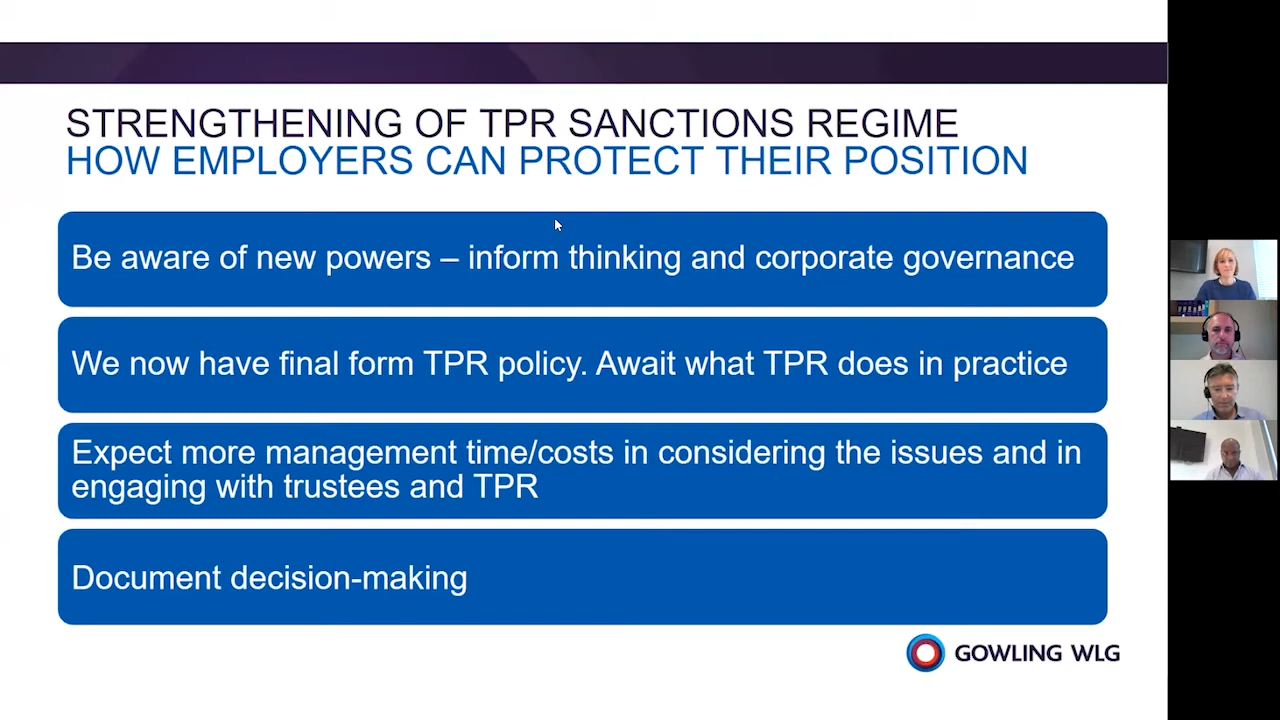 STRENGTHENING OF TPR SANCTIONS REGIME
HOW EMPLOYERS CAN PROTECT THEIR POSITION
Be aware of new powers – inform thinking and corporate governance
We now have final form TPR policy. Await what TPR does in practice
Expect more management time/costs in considering the issues and in
engaging with trustees and TPR
Document decision-making
GOWLING WLG